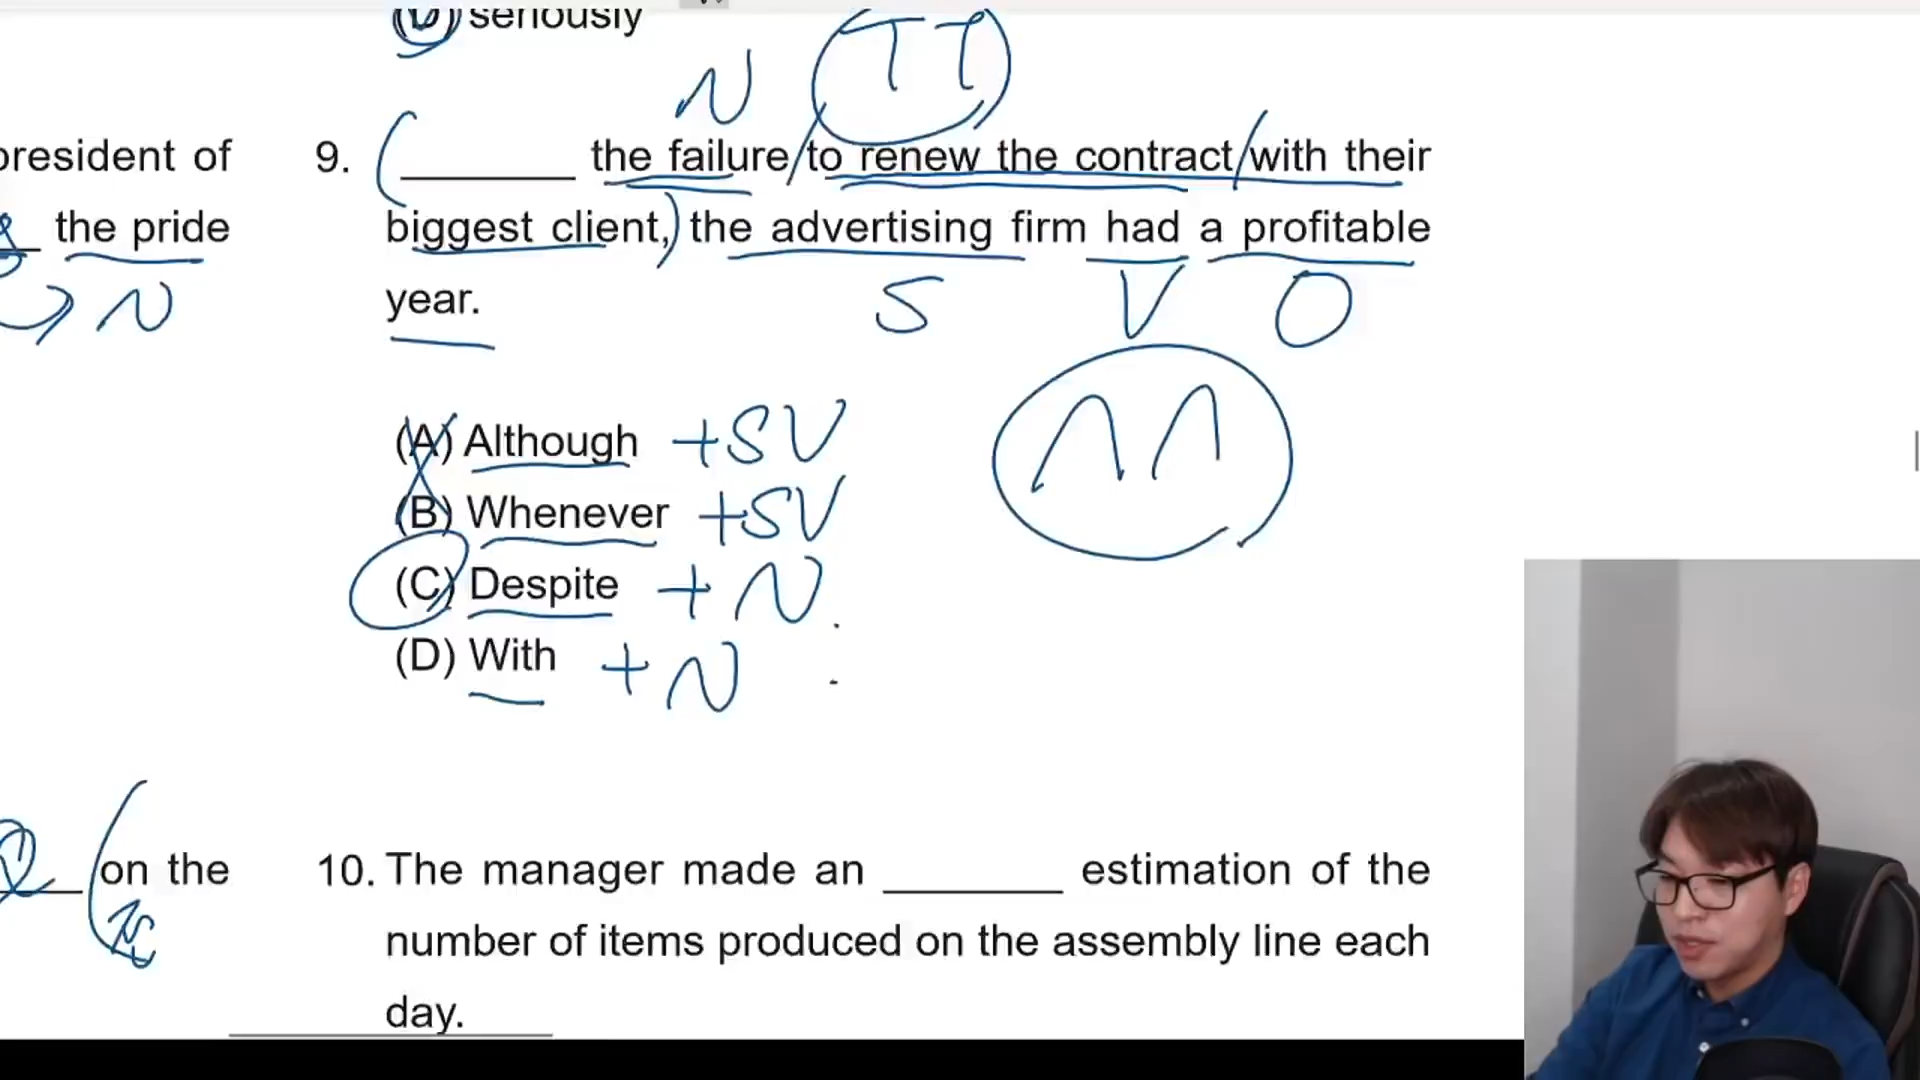 (D) seriously
N TT
president of
9. ________ the failure to renew the contract with their
the pride
biggest client, the advertising firm had a profitable
N
year.
S V O
(A) Although +SV
(B) Whenever +SV
(C) Despite + N
(D) With + N
on the
10. The manager made an ________ estimation of the
number of items produced on the assembly line each
day.